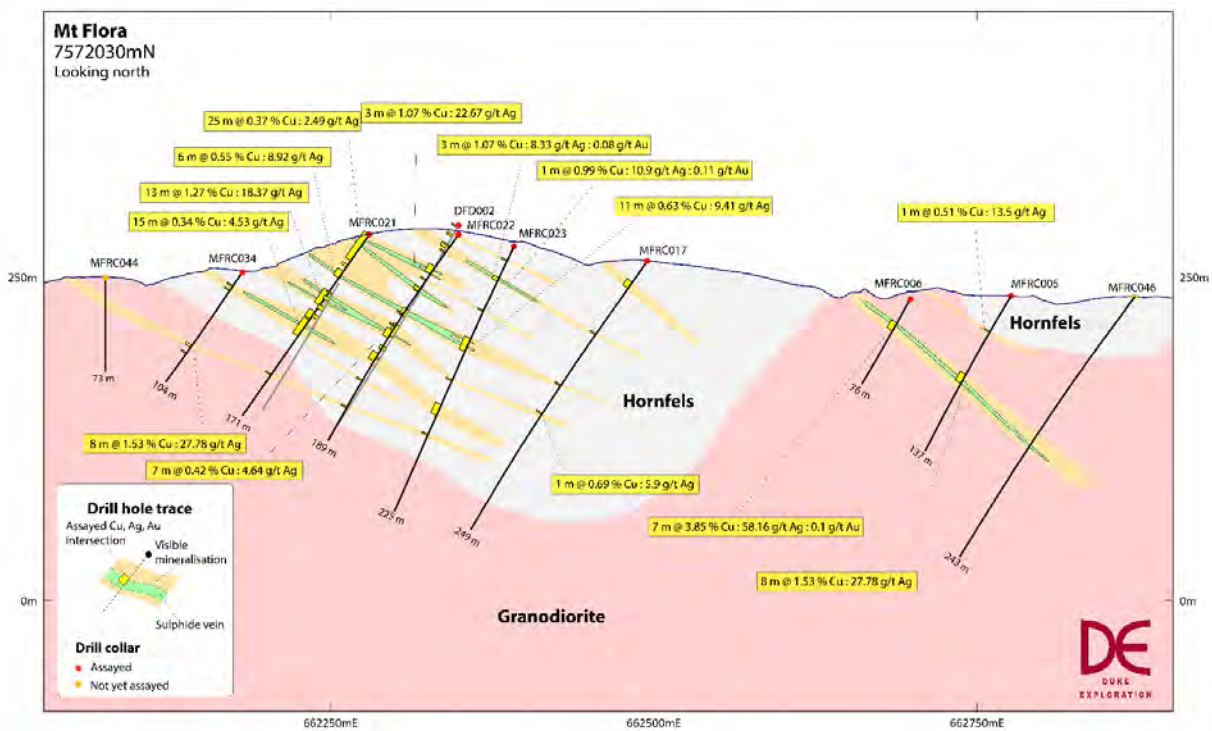 Mt Flora
7572030mN
Looking north
25 m @ 0.37 % Cu : 2.49 g/t Ag
3 m @ 1.07 % Cu : 22.67 g/t Ag
6 m @ 0.55 % Cu : 8.92 g/t Ag
3 m @ 1.07 % Cu : 8.33 g/t Ag : 0.08 g/t Au
1 m @ 0.99 % Cu : 10.9 g/t Ag : 0.11 g/t Au
13 m @ 1.27 % Cu : 18.37 g/t Ag
15 m @ 0.34 % Cu : 4.53 g/t Ag
11 m @ 0.63 % Cu : 9.41 g/t Ag
1 m @ 0.51 % Cu : 13.5 g/t Ag
DFD002
MFRC021
MFRC022
MFRC023
MFRC017
MFRC044
MFRC034
MFRC006
MFRC005
MFRC046
250m
250m
Hornfels
Hornfels
73 m
104 m
171 m
189 m
225 m
249 m
76 m
137 m
243 m
8 m @ 1.53 % Cu : 27.78 g/t Ag
7 m @ 0.42 % Cu : 4.64 g/t Ag
1 m @ 0.69 % Cu : 5.9 g/t Ag
7 m @ 3.85 % Cu : 58.16 g/t Ag : 0.1 g/t Au
8 m @ 1.53 % Cu : 27.78 g/t Ag
Drill hole trace
Assayed Cu, Ag, Au
intersection
Visible
mineralisation
Sulphide vein
Drill collar
Assayed
Not yet assayed
0m
0m
Granodiorite
DE
DUKE
EXPLORATION
662250mE
662500mE
662750mE